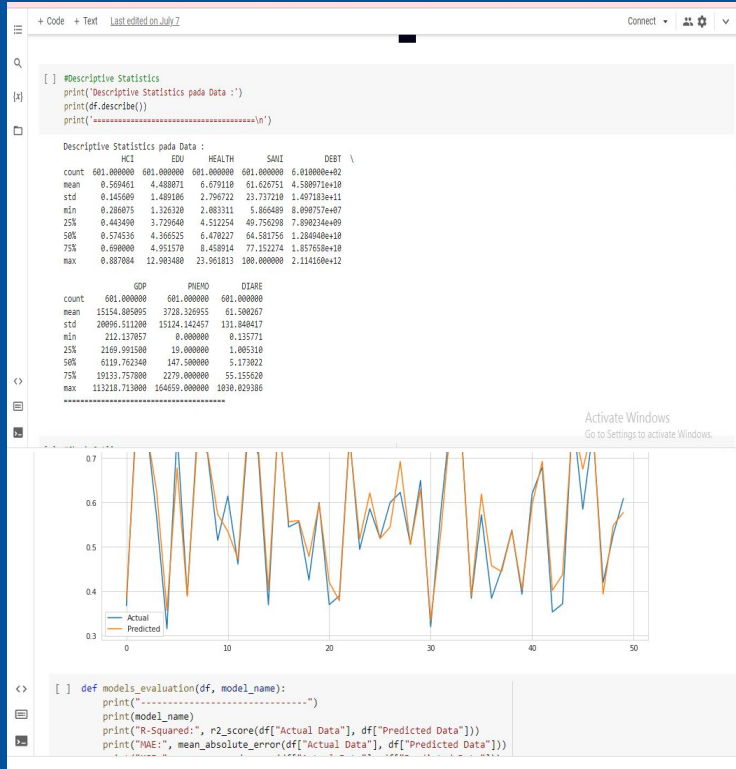 + Code + Text Last edited on July 7 Connect
[ ] #Descriptive Statistics
print('Descriptive Statistics pada Data :')
print(df.describe())
print('=======================================\n')
Descriptive Statistics pada Data :
HCI EDU HEALTH SANI DEBT \
count 601.000000 601.000000 601.000000 601.000000 6.010000e+02
mean 0.569461 4.488071 6.679110 61.626751 4.580971e+10
std 0.145609 1.489106 2.796722 23.737210 1.497183e+11
min 0.286075 1.326320 2.083311 5.866489 8.090757e+07
25% 0.443490 3.729640 4.512254 49.756298 7.890234e+09
50% 0.574536 4.366525 6.470227 64.581756 1.284940e+10
75% 0.690000 4.951570 8.458914 77.152274 1.857658e+10
max 0.887084 12.903480 23.961813 100.000000 2.114160e+12
GDP PNEMO DIARE
count 601.000000 601.000000 601.000000
mean 15154.805095 3728.326955 61.500267
std 20096.511200 15124.142457 131.840417
min 212.137057 0.000000 0.135771
25% 2169.991500 19.000000 1.005310
50% 6119.762340 147.500000 5.173022
75% 19133.757800 2279.000000 55.155620
max 113218.713000 164659.000000 1030.029386
=======================================
Activate Windows
Go to Settings to activate Windows.
0.7
0.6
0.5
0.4
0.3
Actual
Predicted
0 10 20 30 40 50
[ ] def models_evaluation(df, model_name):
print("------------------------------")
print(model_name)
print("R-Squared:", r2_score(df["Actual Data"], df["Predicted Data"]))
print("MAE:", mean_absolute_error(df["Actual Data"], df["Predicted Data"]))